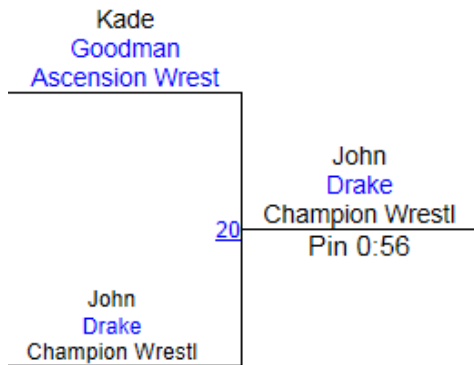 Kade
Goodman
Ascension Wrest
John
Drake
Champion Wrestl
20
Pin 0:56
John
Drake
Champion Wrestl